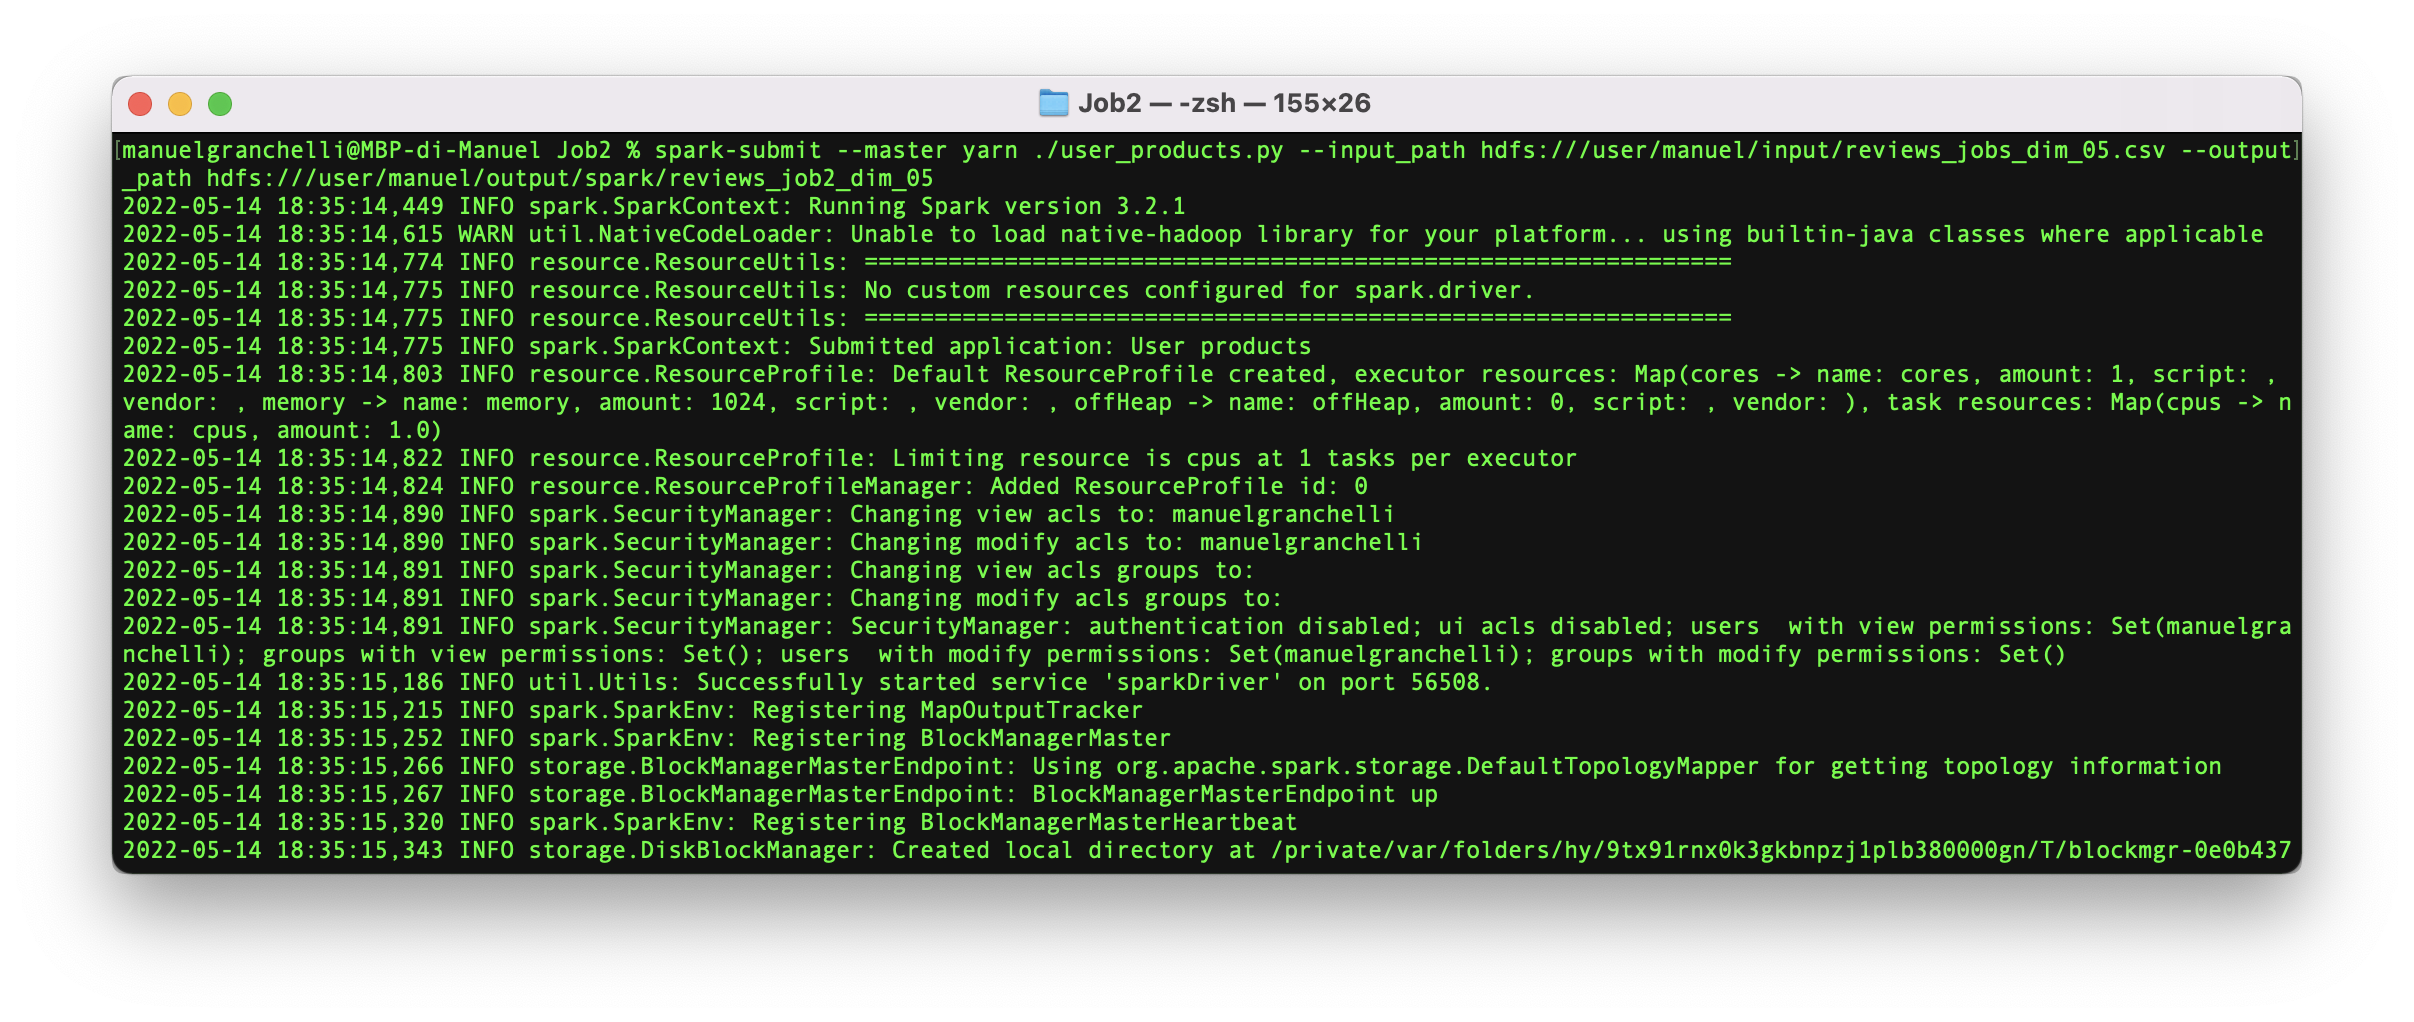 Job2 — -zsh — 155×26
manuelgranchelli@MBP-di-Manuel Job2 % spark-submit --master yarn ./user_products.py --input_path hdfs:///user/manuel/input/reviews_jobs_dim_05.csv --output
_path hdfs:///user/manuel/output/spark/reviews_job2_dim_05
2022-05-14 18:35:14,449 INFO spark.SparkContext: Running Spark version 3.2.1
2022-05-14 18:35:14,615 WARN util.NativeCodeLoader: Unable to load native-hadoop library for your platform... using builtin-java classes where applicable
2022-05-14 18:35:14,774 INFO resource.ResourceUtils: ==============================================================
2022-05-14 18:35:14,775 INFO resource.ResourceUtils: No custom resources configured for spark.driver.
2022-05-14 18:35:14,775 INFO resource.ResourceUtils: ==============================================================
2022-05-14 18:35:14,775 INFO spark.SparkContext: Submitted application: User products
2022-05-14 18:35:14,803 INFO resource.ResourceProfile: Default ResourceProfile created, executor resources: Map(cores -> name: cores, amount: 1, script: ,
vendor: , memory -> name: memory, amount: 1024, script: , vendor: , offHeap -> name: offHeap, amount: 0, script: , vendor: ), task resources: Map(cpus -> n
ame: cpus, amount: 1.0)
2022-05-14 18:35:14,822 INFO resource.ResourceProfile: Limiting resource is cpus at 1 tasks per executor
2022-05-14 18:35:14,824 INFO resource.ResourceProfileManager: Added ResourceProfile id: 0
2022-05-14 18:35:14,890 INFO spark.SecurityManager: Changing view acls to: manuelgranchelli
2022-05-14 18:35:14,890 INFO spark.SecurityManager: Changing modify acls to: manuelgranchelli
2022-05-14 18:35:14,891 INFO spark.SecurityManager: Changing view acls groups to:
2022-05-14 18:35:14,891 INFO spark.SecurityManager: Changing modify acls groups to:
2022-05-14 18:35:14,891 INFO spark.SecurityManager: SecurityManager: authentication disabled; ui acls disabled; users  with view permissions: Set(manuelgra
nchelli); groups with view permissions: Set(); users  with modify permissions: Set(manuelgranchelli); groups with modify permissions: Set()
2022-05-14 18:35:15,186 INFO util.Utils: Successfully started service 'sparkDriver' on port 56508.
2022-05-14 18:35:15,215 INFO spark.SparkEnv: Registering MapOutputTracker
2022-05-14 18:35:15,252 INFO spark.SparkEnv: Registering BlockManagerMaster
2022-05-14 18:35:15,266 INFO storage.BlockManagerMasterEndpoint: Using org.apache.spark.storage.DefaultTopologyMapper for getting topology information
2022-05-14 18:35:15,267 INFO storage.BlockManagerMasterEndpoint: BlockManagerMasterEndpoint up
2022-05-14 18:35:15,320 INFO spark.SparkEnv: Registering BlockManagerMasterHeartbeat
2022-05-14 18:35:15,343 INFO storage.DiskBlockManager: Created local directory at /private/var/folders/hy/9tx91rnx0k3gkbnpzj1plb380000gn/T/blockmgr-0e0b437